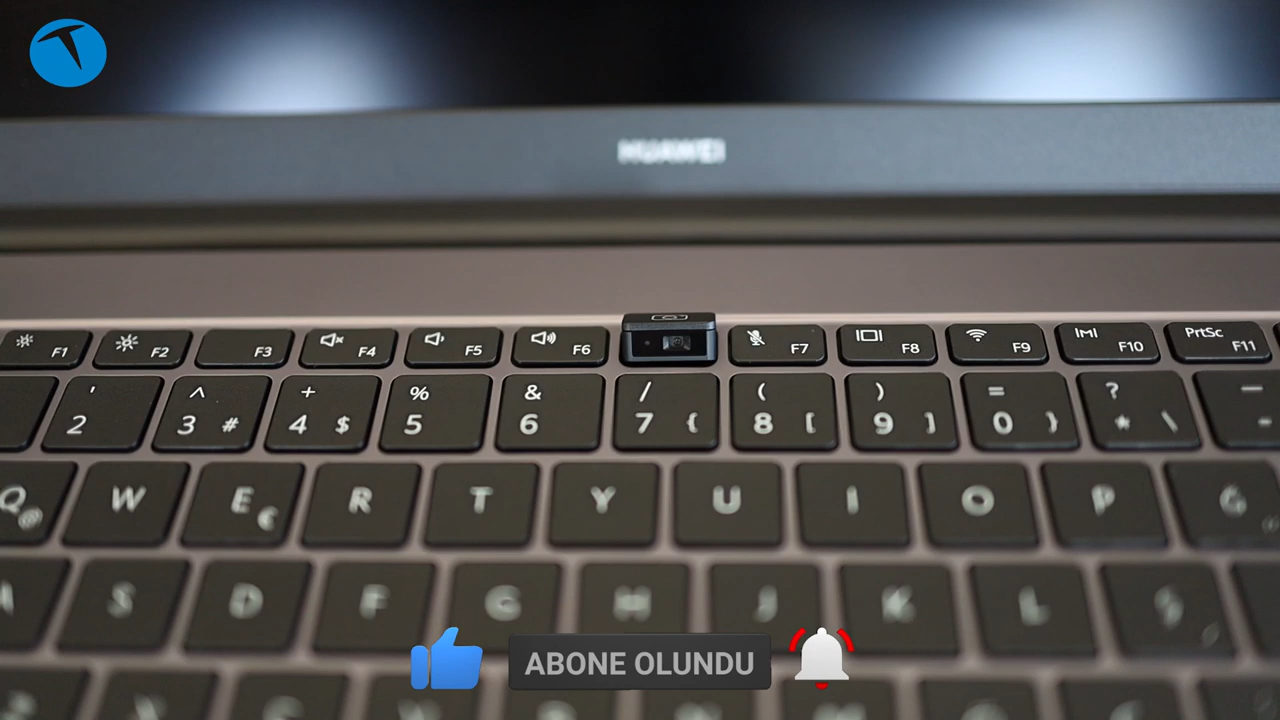 HUAWEI
F1 F2 F3 F4 F5 F6 F7 F8 F9 F10 PrtSc F11
' ^ + % & / ( ) = ? _
2 3 # 4 $ 5 6 7 { 8 [ 9 ] 0 } * \ -
Q @ W E € R T Y U I O P Ğ
S D F G H J K L Ş
ABONE OLUNDU